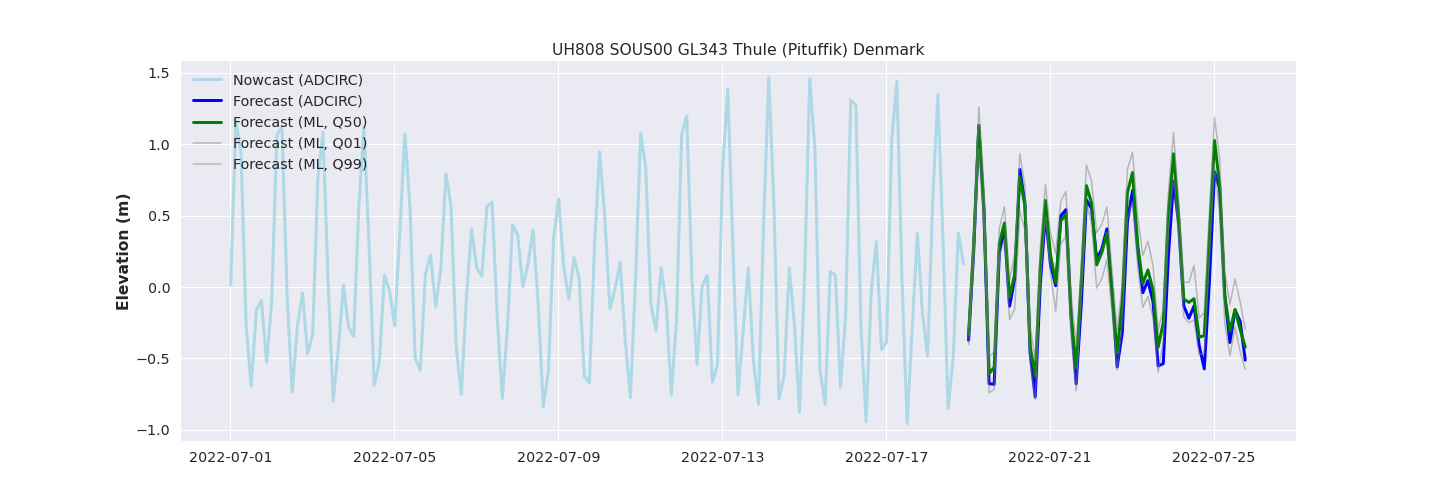 UH808 SOUS00 GL343 Thule (Pituffik) Denmark
Nowcast (ADCIRC)
Forecast (ADCIRC)
Forecast (ML, Q50)
Forecast (ML, Q01)
Forecast (ML, Q99)
Elevation (m)
1.5
1.0
0.5
0.0
−0.5
−1.0
2022-07-01
2022-07-05
2022-07-09
2022-07-13
2022-07-17
2022-07-21
2022-07-25